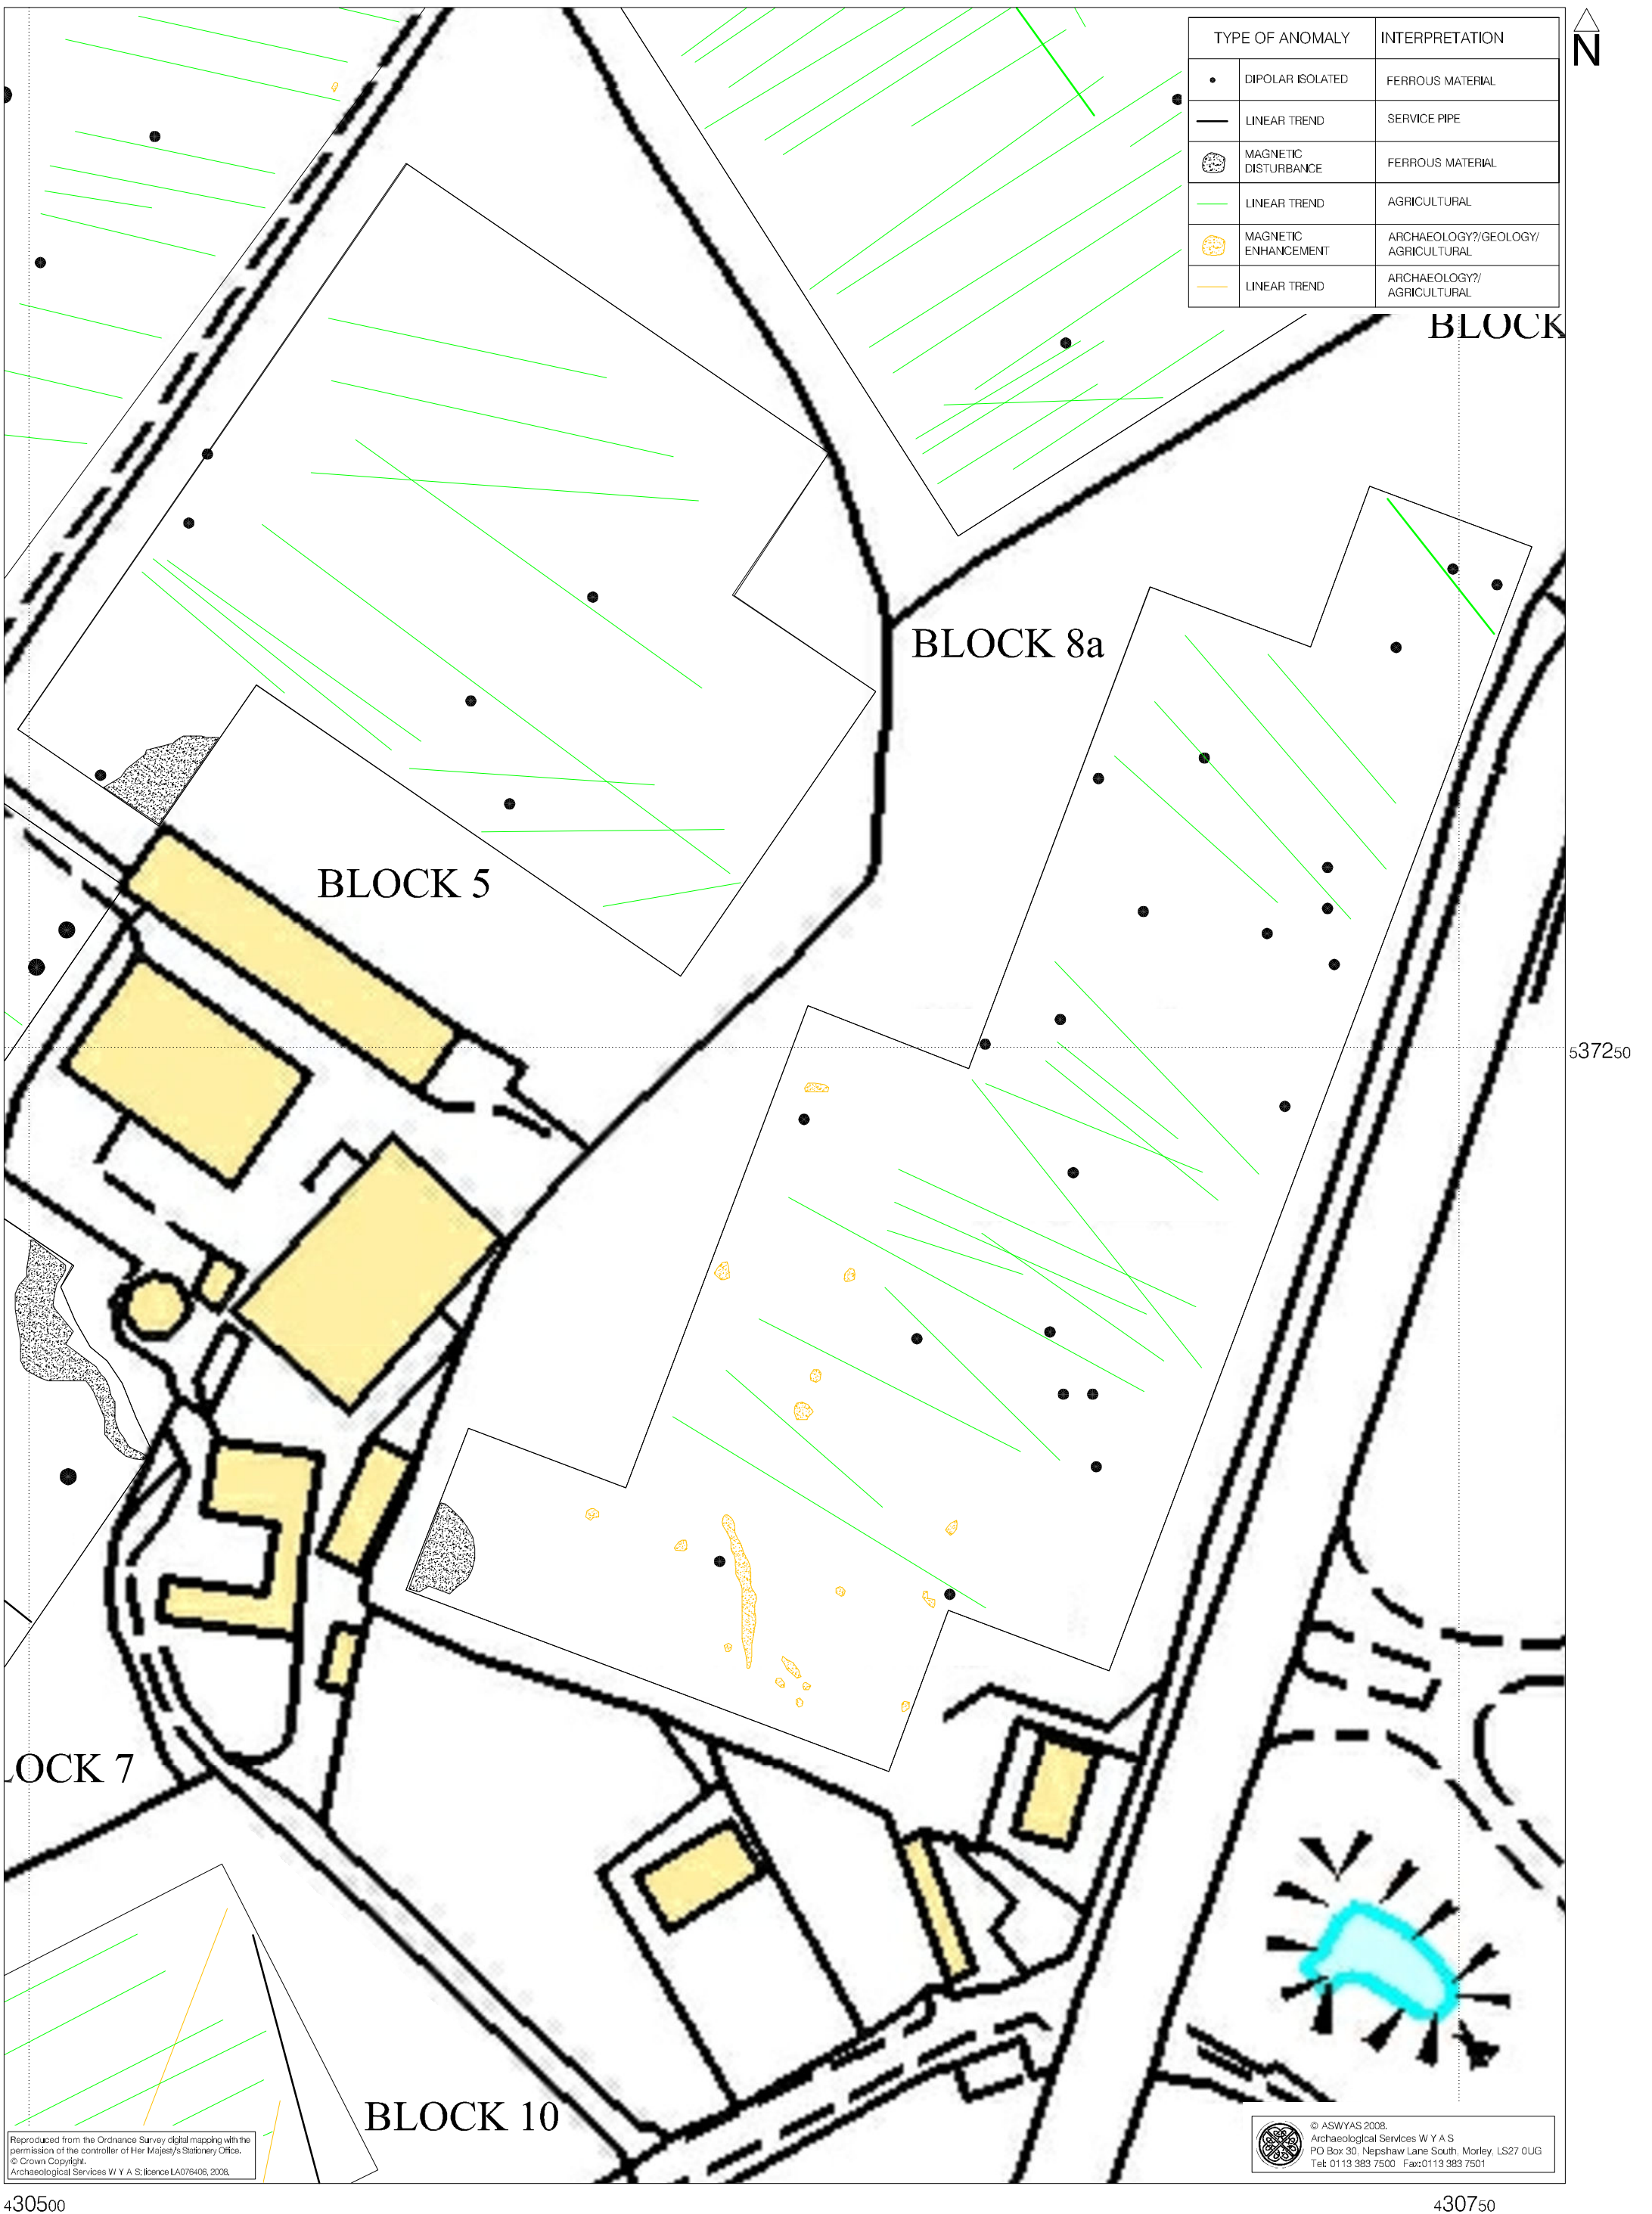 TYPE OF ANOMALY INTERPRETATION
DIPOLAR ISOLATED FERROUS MATERIAL
LINEAR TREND SERVICE PIPE
MAGNETIC DISTURBANCE FERROUS MATERIAL
LINEAR TREND AGRICULTURAL
MAGNETIC ENHANCEMENT ARCHAEOLOGY?/GEOLOGY/ AGRICULTURAL
LINEAR TREND ARCHAEOLOGY?/ AGRICULTURAL
N
BLOCK
BLOCK 8a
BLOCK 5
537250
LOCK 7
BLOCK 10
Reproduced from the Ordnance Survey digital mapping with the
permission of the controller of Her Majesty's Stationery Office.
© Crown Copyright.
Archaeological Services W Y A S; licence LA076406, 2008.
© ASWYAS 2008.
Archaeological Services W Y A S
PO Box 30, Nepshaw Lane South, Morley, LS27 0UG
Tel: 0113 383 7500 Fax: 0113 383 7501
430500
430750